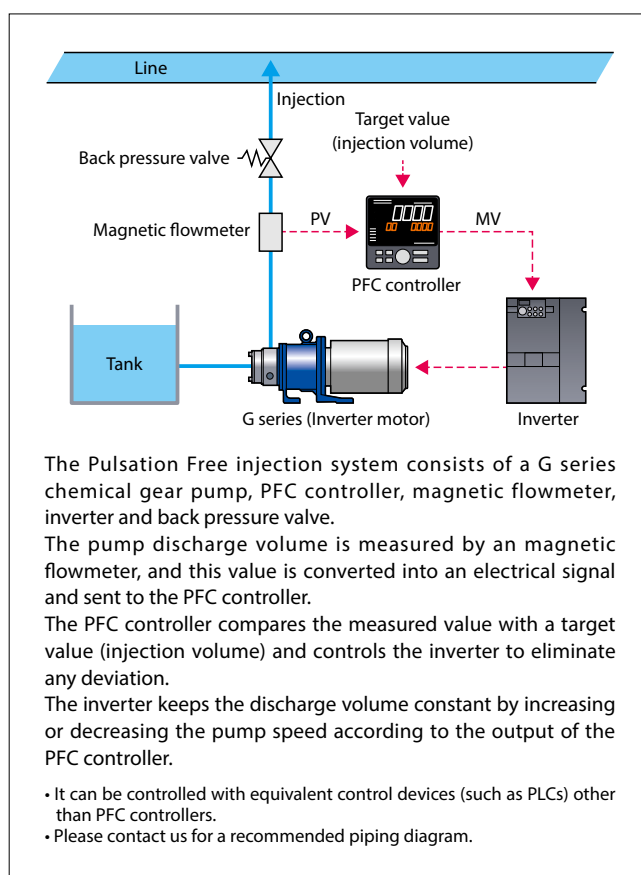 Line
Injection
Target value
(injection volume)
Back pressure valve
Magnetic flowmeter
PV
MV
PFC controller
Tank
G series (Inverter motor)
Inverter
The Pulsation Free injection system consists of a G series
chemical gear pump, PFC controller, magnetic flowmeter,
inverter and back pressure valve.
The pump discharge volume is measured by an magnetic
flowmeter, and this value is converted into an electrical signal
and sent to the PFC controller.
The PFC controller compares the measured value with a target
value (injection volume) and controls the inverter to eliminate
any deviation.
The inverter keeps the discharge volume constant by increasing
or decreasing the pump speed according to the output of the
PFC controller.
• It can be controlled with equivalent control devices (such as PLCs) other
than PFC controllers.
• Please contact us for a recommended piping diagram.